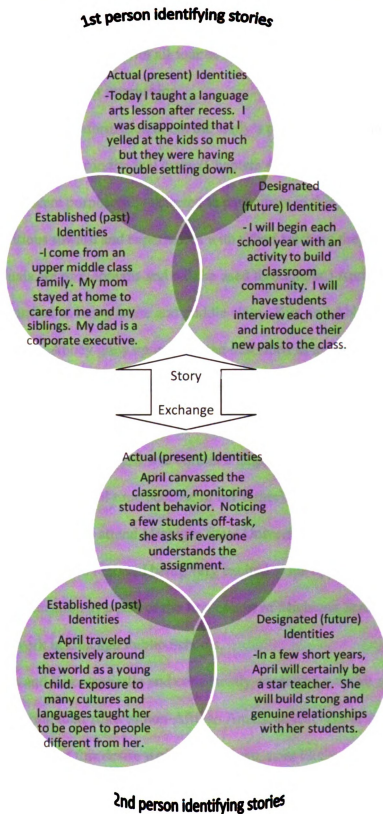 1st person identifying stories
Actual (present) Identities
-Today I taught a language
arts lesson after recess. I
was disappointed that I
yelled at the kids so much
but they were having
trouble settling down.
Established (past)
Identities
-I come from an
upper middle class
family. My mom
stayed at home to
care for me and my
siblings. My dad is a
corporate executive.
Designated
(future) Identities
- I will begin each
school year with an
activity to build
classroom
community. I will
have students
interview each other
and introduce their
new pals to the class.
Story
Exchange
Actual (present) Identities
April canvassed the
classroom, monitoring
student behavior. Noticing
a few students off-task,
she asks if everyone
understands the
assignment.
Established (past)
Identities
April traveled
extensively around
the world as a young
child. Exposure to
many cultures and
languages taught her
to be open to people
different from her.
Designated (future)
Identities
-In a few short years,
April will certainly be
a star teacher. She
will build strong and
genuine relationships
with her students.
2nd person identifying stories